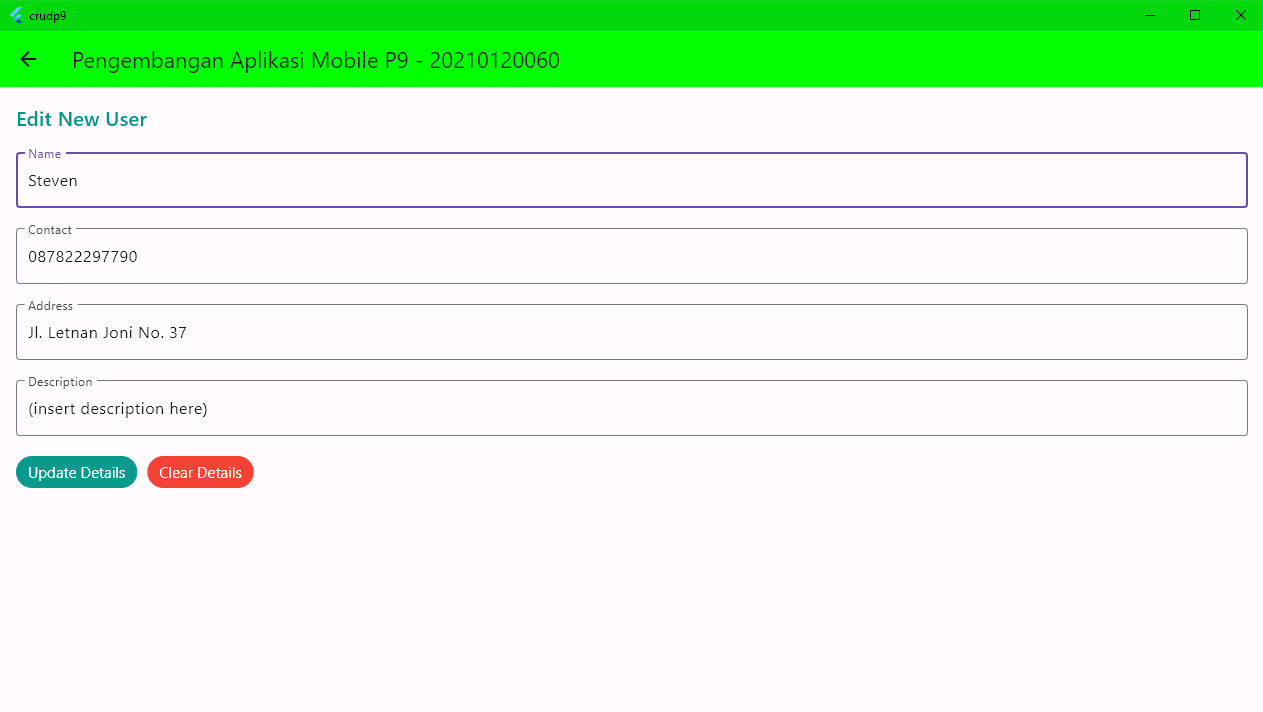 crudp9
Pengembangan Aplikasi Mobile P9 - 20210120060
Edit New User
Name
Steven
Contact
087822297790
Address
Jl. Letnan Joni No. 37
Description
(insert description here)
Update Details Clear Details